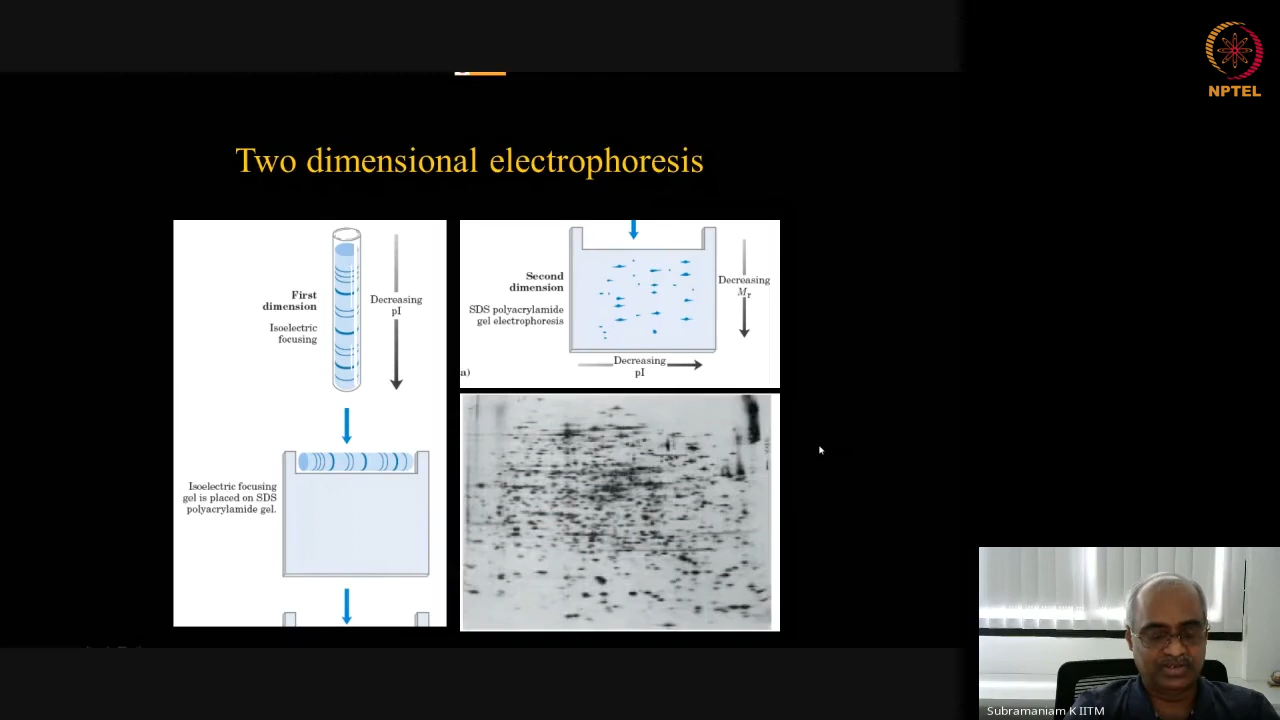 NPTEL
Two dimensional electrophoresis
First
dimension
Isoelectric
focusing
Decreasing
pI
Isoelectric focusing
gel is placed on SDS
polyacrylamide gel.
Second
dimension
SDS polyacrylamide
gel electrophoresis
Decreasing
Mr
Decreasing
pI
a)
Subramaniam K IITM